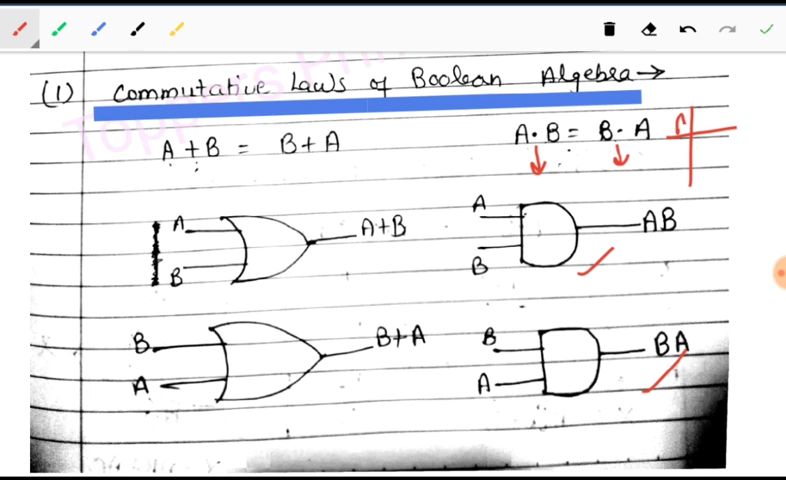 (1) Commutative Laws of Boolean Algebra→
A + B = B + A
A · B = B · A
A
B
A+B
A
B
AB
B
A
B+A
B
A
BA